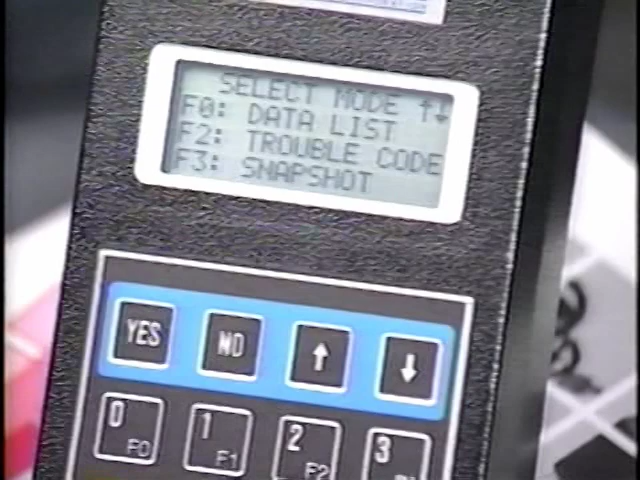 SELECT MODE ↑↓
F0: DATA LIST
F2: TROUBLE CODE
F3: SNAPSHOT
YES NO ↑ ↓
0 1 2 3
F0 F1 F2